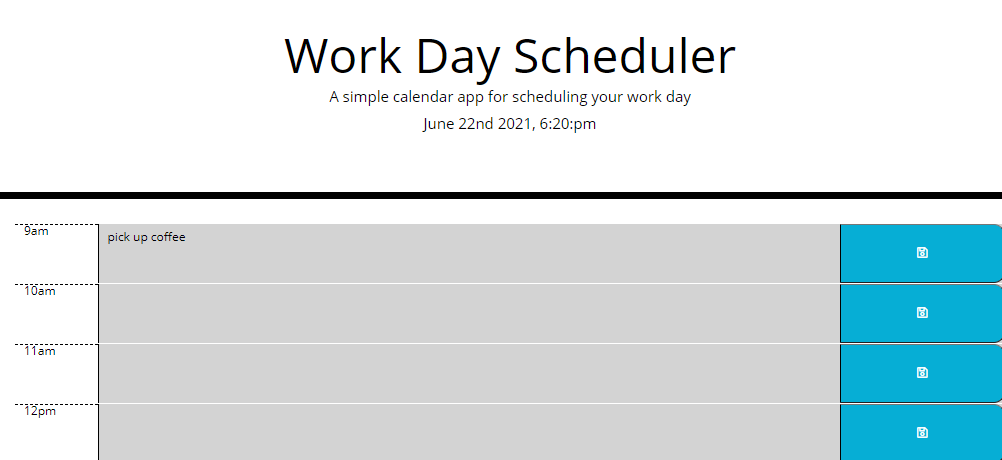 Work Day Scheduler
A simple calendar app for scheduling your work day
June 22nd 2021, 6:20:pm
9am
pick up coffee
10am
11am
12pm